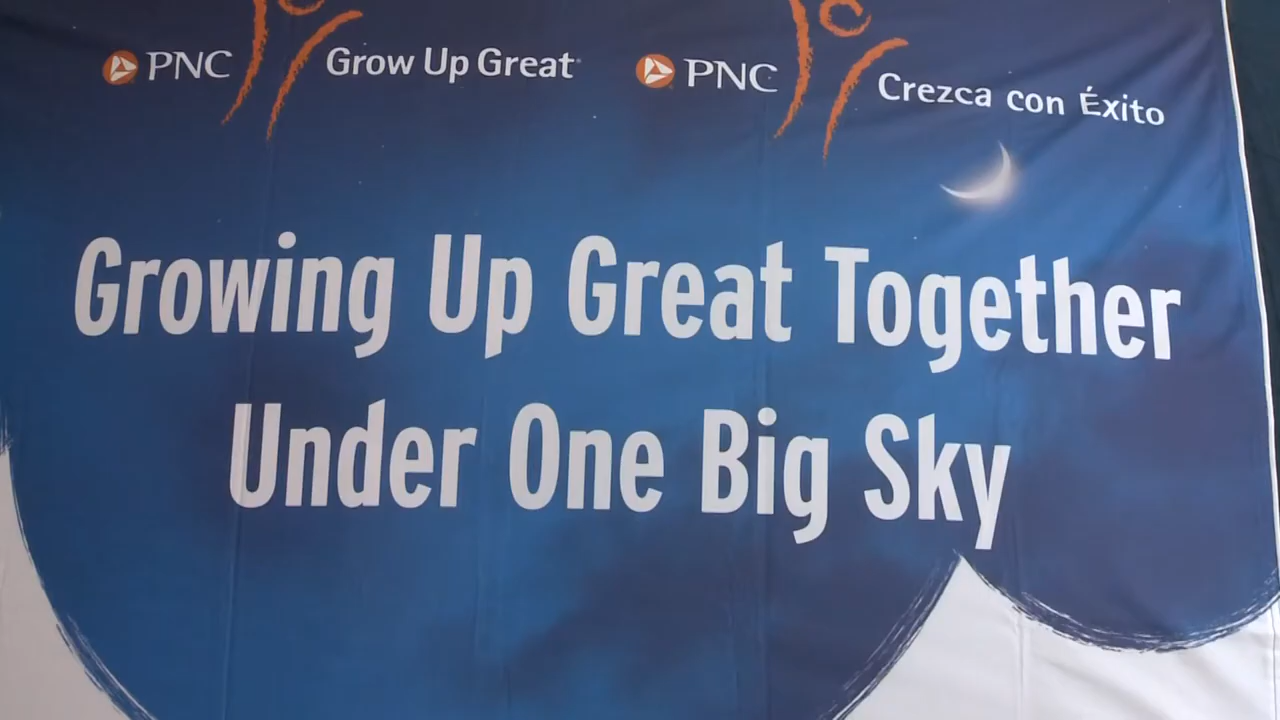 PNC Grow Up Great PNC Crezca con Éxito
Growing Up Great Together
Under One Big Sky